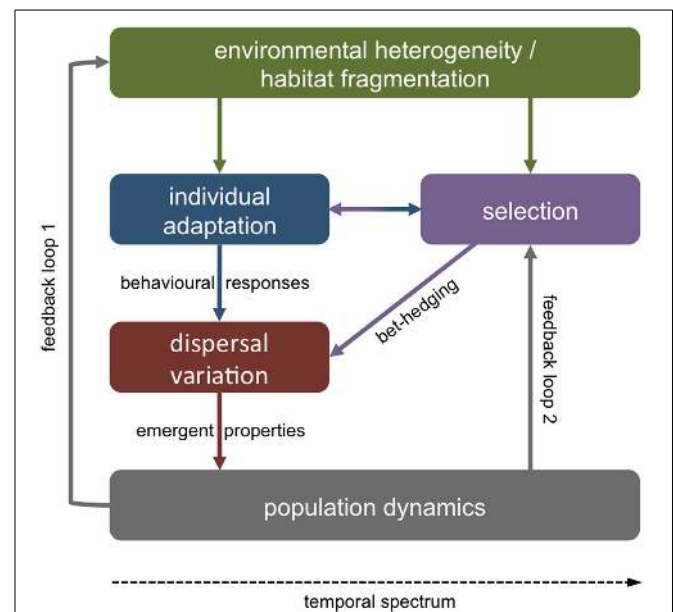 environmental heterogeneity /
habitat fragmentation
individual
adaptation
selection
behavioural responses
bet-hedging
dispersal
variation
emergent properties
population dynamics
feedback loop 1
feedback loop 2
temporal spectrum